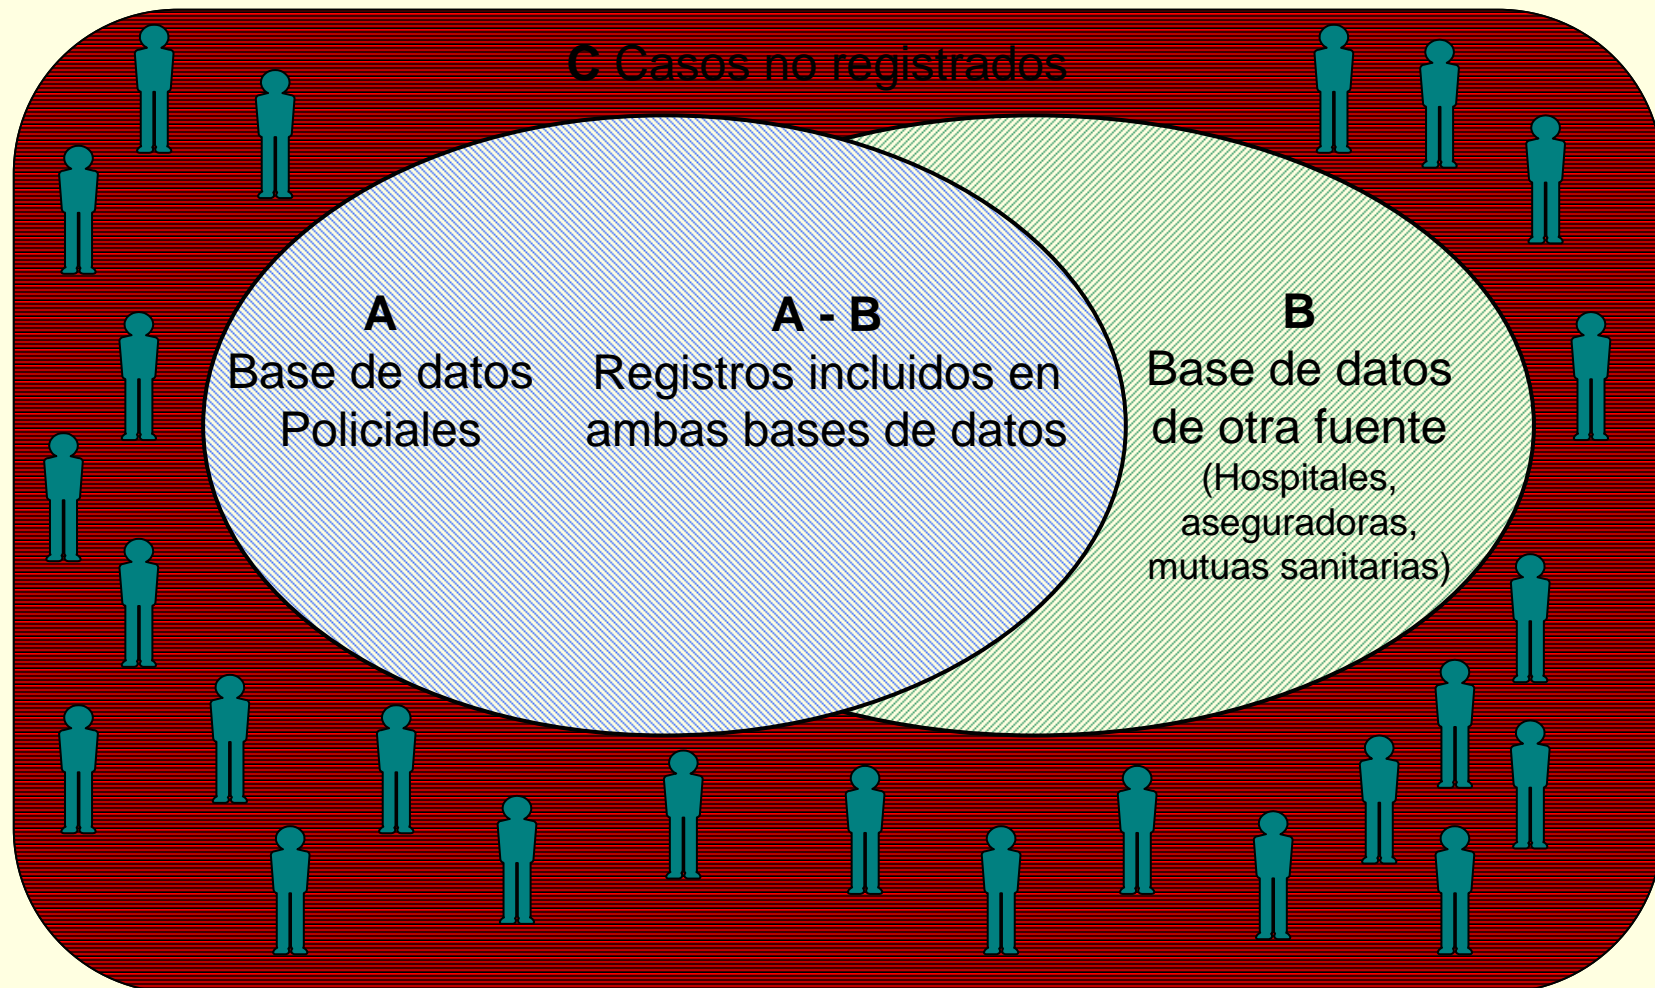 C Casos no registrados
A
Base de datos
Policiales
A - B
Registros incluidos en
ambas bases de datos
B
Base de datos
de otra fuente
(Hospitales,
aseguradoras,
mutuas sanitarias)